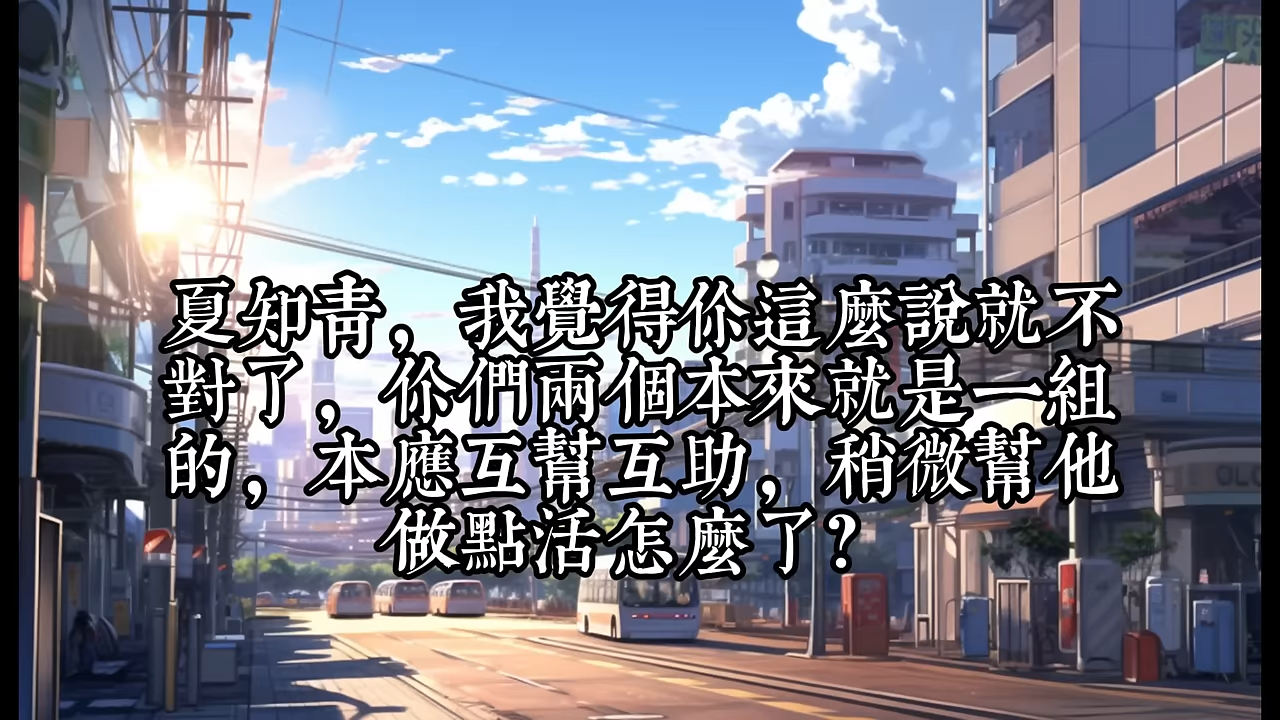 夏知青，我覺得你這麼說就不
對了，你們兩個本來就是一組
的，本應互幫互助，稍微幫他
做點活怎麼了？